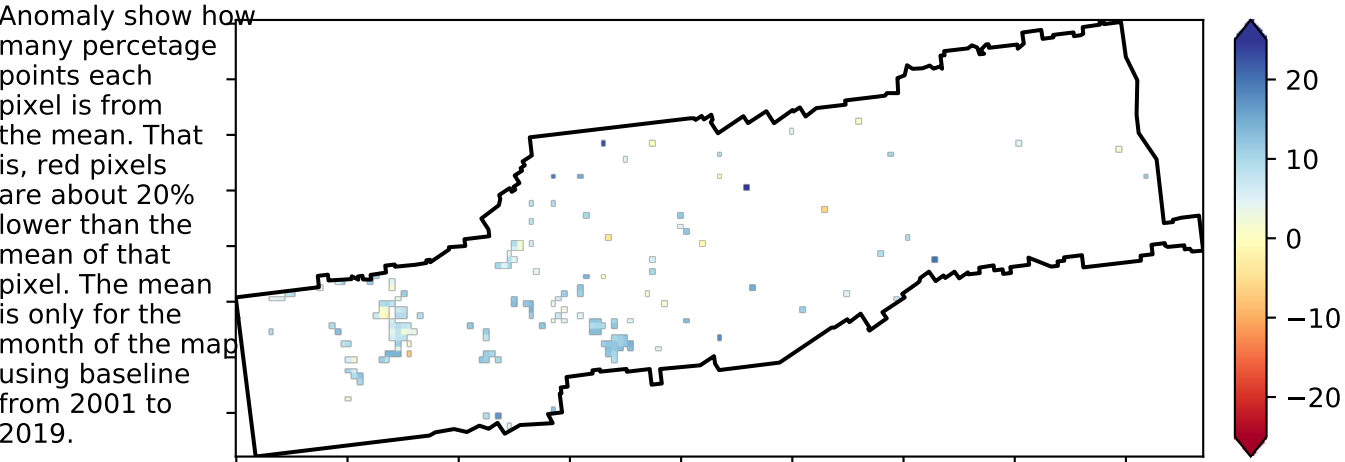 Anomaly show how
many percetage
points each
pixel is from
the mean. That
is, red pixels
are about 20%
lower than the
mean of that
pixel. The mean
is only for the
month of the map
using baseline
from 2001 to
2019.
20
10
0
−10
−20